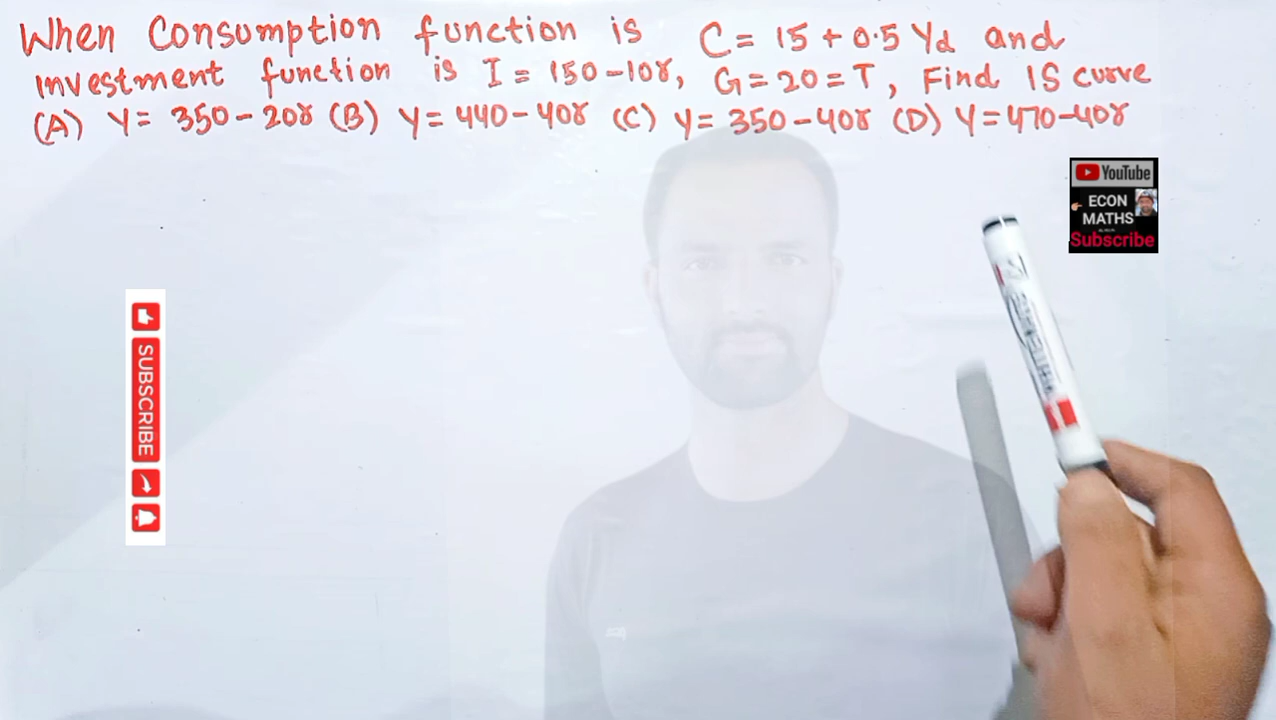 When Consumption function is C = 15 + 0.5 Yd and
investment function is I = 150-10r, G = 20 = T, Find IS curve
(A) Y = 350-20r (B) Y = 440-40r (C) Y = 350-40r (D) Y = 470-40r
YouTube
ECON
MATHS
Subscribe
SUBSCRIBE